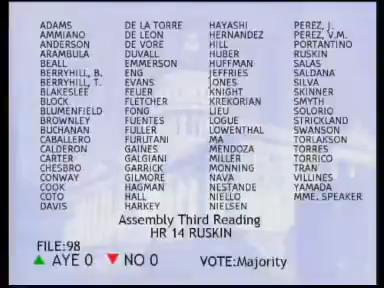 ADAMS DE LA TORRE HAYASHI PEREZ, J.
AMMIANO DE LEON HERNANDEZ PEREZ, V.M.
ANDERSON DE VORE HILL PORTANTINO
ARAMBULA DUVALL HUBER RUSKIN
BEALL EMMERSON HUFFMAN SALAS
BERRYHILL, B. ENG JEFFRIES SALDANA
BERRYHILL, T. EVANS JONES SILVA
BLAKESLEE FEUER KNIGHT SKINNER
BLOCK FLETCHER KREKORIAN SMYTH
BLUMENFIELD FONG LIEU SOLORIO
BROWNLEY FUENTES LOGUE STRICKLAND
BUCHANAN FULLER LOWENTHAL SWANSON
CABALLERO FURUTANI MA TORLAKSON
CALDERON GAINES MENDOZA TORRES
CARTER GALGIANI MILLER TORRICO
CHESBRO GARRICK MONNING TRAN
CONWAY GILMORE NAVA VILLINES
COOK HAGMAN NESTANDE YAMADA
COTO HALL NIELLO MME. SPEAKER
DAVIS HARKEY NIELSEN
Assembly Third Reading
HR 14 RUSKIN
FILE:98
AYE 0 NO 0 VOTE:Majority